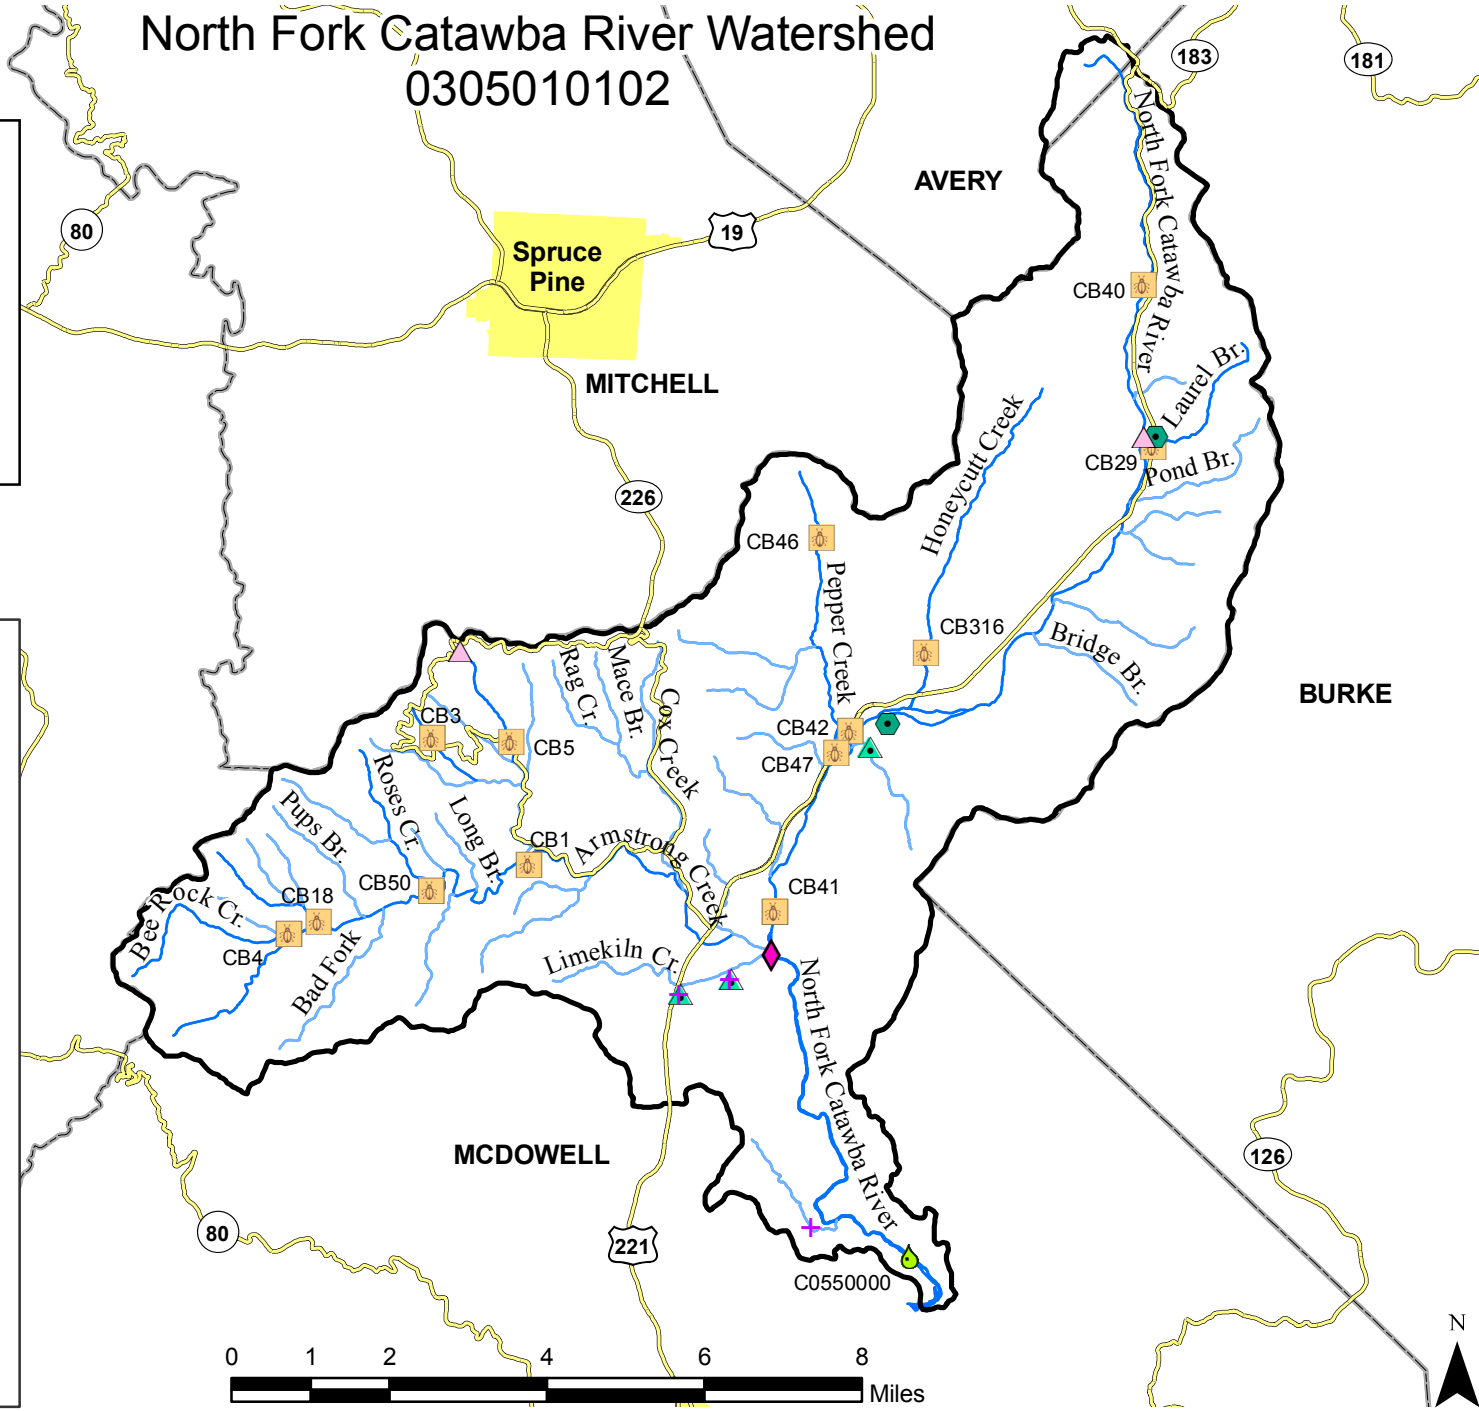 North Fork Catawba River Watershed
0305010102
183
181
North Fork Catawba River
AVERY
80
19
Spruce
Pine
CB40
Laurel Br.
MITCHELL
Honeycutt Creek
CB29
Pond Br.
226
CB46
Pepper Creek
CB316
Bridge Br.
Rag Cr.
Mace Br.
Cox Creek
BURKE
CB3
CB5
CB42
CB47
Roses Cr.
Pups Br.
Long Br.
CB1
Armstrong Creek
CB50
CB18
CB41
Bee Rock Cr.
CB4
Bad Fork
Limekiln Cr.
North Fork Catawba River
MCDOWELL
126
80
221
C0550000
N
0 1 2 4 6 8
Miles